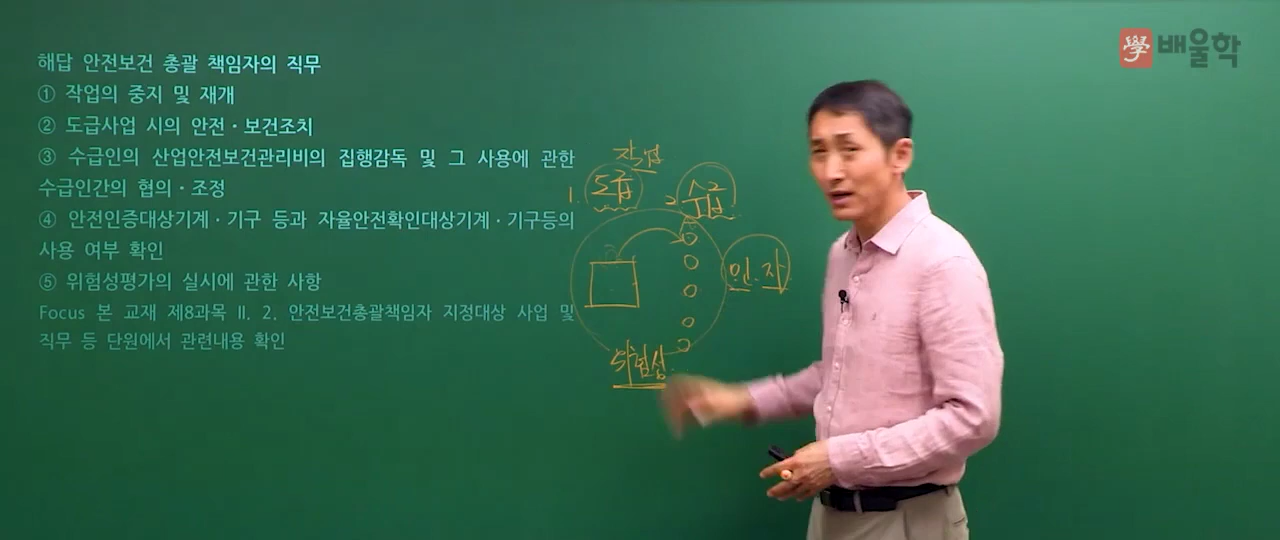 學 배울학
해답 안전보건 총괄 책임자의 직무
① 작업의 중지 및 재개
② 도급사업 시의 안전·보건조치
③ 수급인의 산업안전보건관리비의 집행감독 및 그 사용에 관한
수급인간의 협의·조정
④ 안전인증대상기계·기구 등과 자율안전확인대상기계·기구등의
사용 여부 확인
⑤ 위험성평가의 실시에 관한 사항
Focus 본 교재 제8과목 II. 2. 안전보건총괄책임자 지정대상 사업 및
직무 등 단원에서 관련내용 확인
작업
1. 도급 2. 수급
인.자
위험성